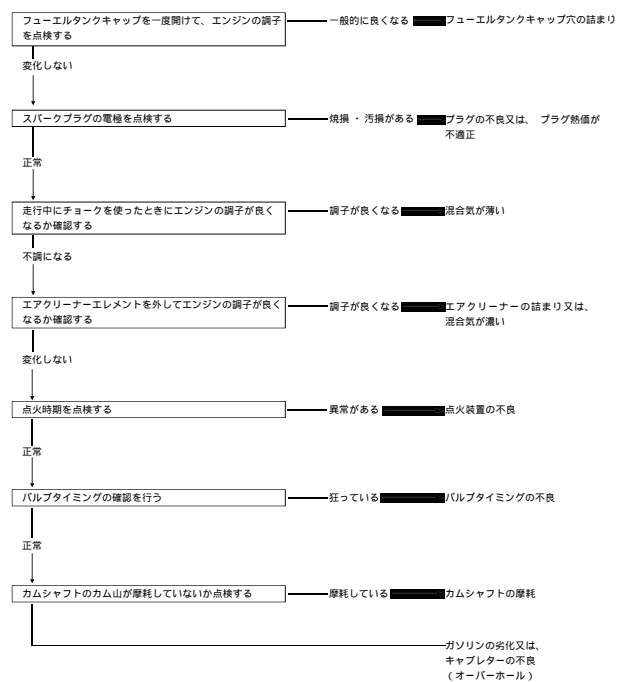 フューエルタンクキャップを一度開けて、エンジンの調子
を点検する
一般的に良くなる
フューエルタンクキャップ穴の詰まり
変化しない
スパークプラグの電極を点検する
焼損 ・ 汚損がある
プラグの不良又は、 プラグ熱価が
不適正
正常
走行中にチョークを使ったときにエンジンの調子が良く
なるか確認する
調子が良くなる
混合気が薄い
不調になる
エアクリーナーエレメントを外してエンジンの調子が良く
なるか確認する
調子が良くなる
エアクリーナーの詰まり又は、
混合気が濃い
変化しない
点火時期を点検する
異常がある
点火装置の不良
正常
バルブタイミングの確認を行う
狂っている
バルブタイミングの不良
正常
カムシャフトのカム山が摩耗していないか点検する
摩耗している
カムシャフトの摩耗
ガソリンの劣化又は、
キャブレターの不良
(オーバーホール)